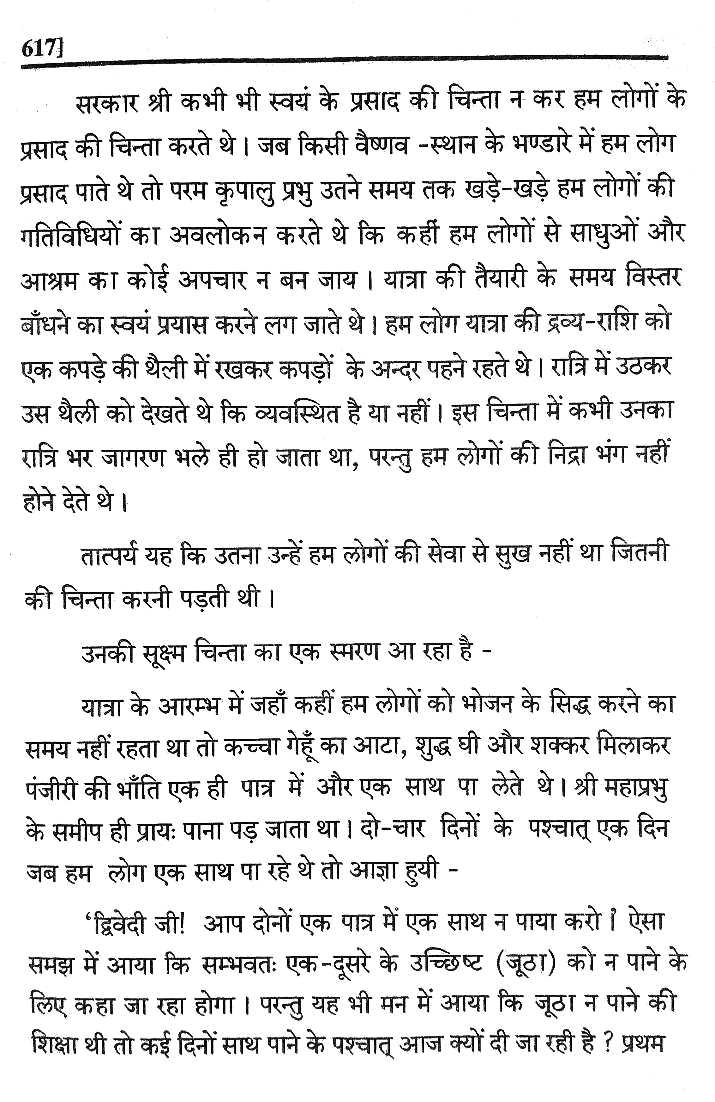 617]
सरकार श्री कभी भी स्वयं के प्रसाद की चिन्ता न कर हम लोगों के
प्रसाद की चिन्ता करते थे। जब किसी वैष्णव -स्थान के भण्डारे में हम लोग
प्रसाद पाते थे तो परम कृपालु प्रभु उतने समय तक खड़े-खड़े हम लोगों की
गतिविधियों का अवलोकन करते थे कि कहीं हम लोगों से साधुओं और
आश्रम का कोई अपचार न बन जाय । यात्रा की तैयारी के समय विस्तर
बाँधने का स्वयं प्रयास करने लग जाते थे। हम लोग यात्रा की द्रव्य-राशि को
एक कपड़े की थैली में रखकर कपड़ों के अन्दर पहने रहते थे। रात्रि में उठकर
उस थैली को देखते थे कि व्यवस्थित है या नहीं। इस चिन्ता में कभी उनका
रात्रि भर जागरण भले ही हो जाता था, परन्तु हम लोगों की निद्रा भंग नहीं
होने देते थे।
तात्पर्य यह कि उतना उन्हें हम लोगों की सेवा से सुख नहीं था जितनी
की चिन्ता करनी पड़ती थी।
उनकी सूक्ष्म चिन्ता का एक स्मरण आ रहा है -
यात्रा के आरम्भ में जहाँ कहीं हम लोगों को भोजन के सिद्ध करने का
समय नहीं रहता था तो कच्चा गेहूँ का आटा, शुद्ध घी और शक्कर मिलाकर
पंजीरी की भाँति एक ही पात्र में और एक साथ पा लेते थे। श्री महाप्रभु
के समीप ही प्रायः पाना पड़ जाता था। दो-चार दिनों के पश्चात् एक दिन
जब हम लोग एक साथ पा रहे थे तो आज्ञा हुयी -
‘द्विवेदी जी! आप दोनों एक पात्र में एक साथ न पाया करो। ऐसा
समझ में आया कि सम्भवतः एक-दूसरे के उच्छिष्ट (जूठा) को न पाने के
लिए कहा जा रहा होगा। परन्तु यह भी मन में आया कि जूठा न पाने की
शिक्षा थी तो कई दिनों साथ पाने के पश्चात् आज क्यों दी जा रही है ? प्रथम